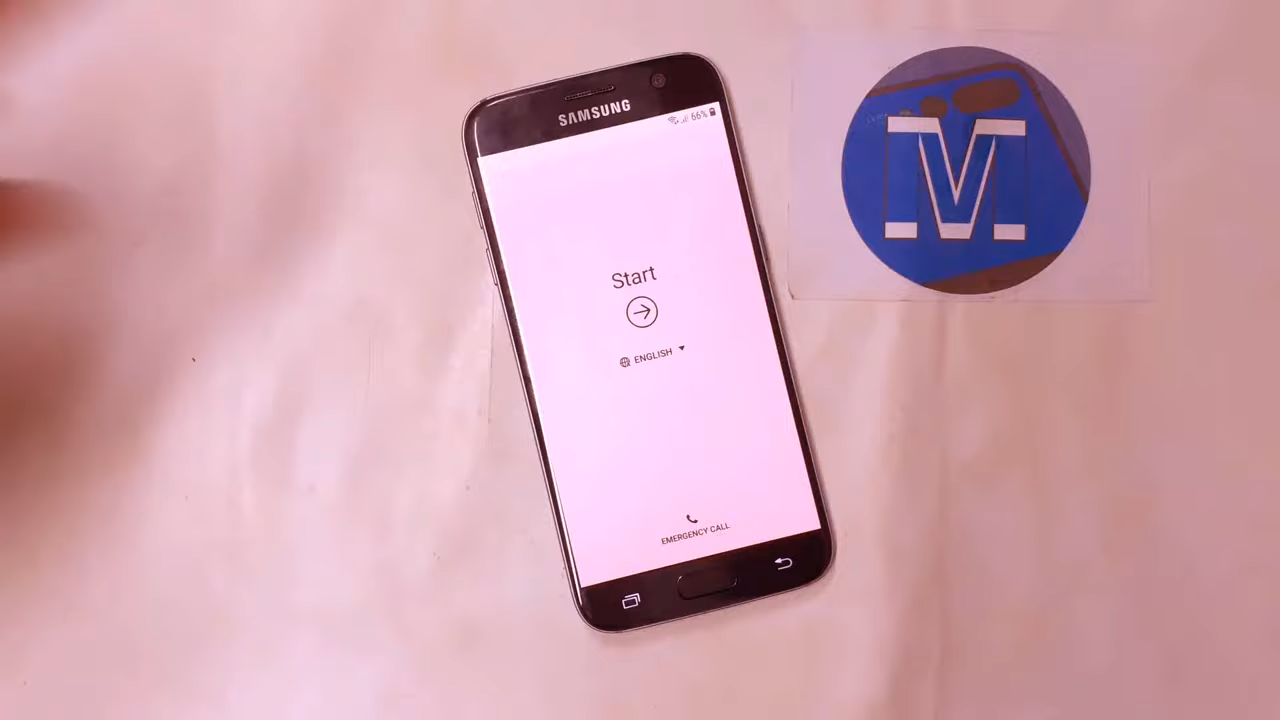 SAMSUNG
66%
Start
ENGLISH
EMERGENCY CALL
M